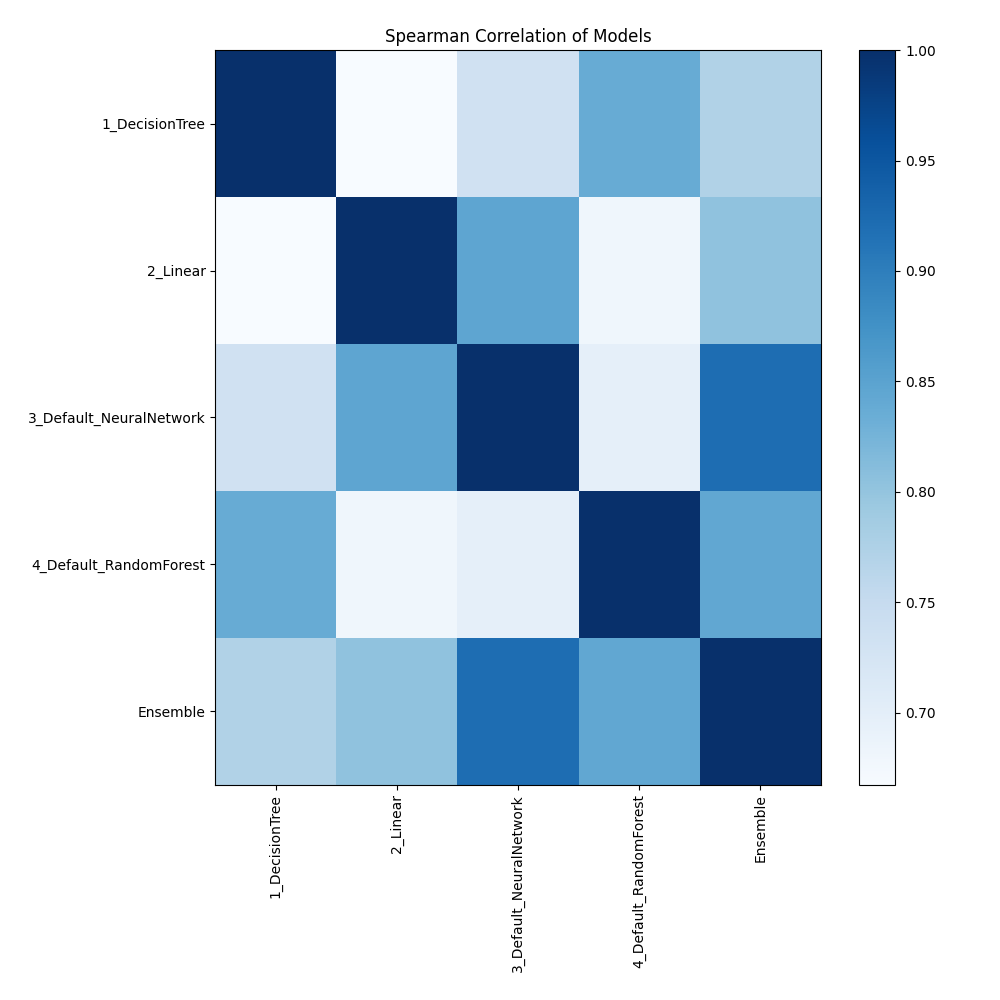 Spearman Correlation of Models
1_DecisionTree
2_Linear
3_Default_NeuralNetwork
4_Default_RandomForest
Ensemble
1_DecisionTree
2_Linear
3_Default_NeuralNetwork
4_Default_RandomForest
Ensemble
1.00
0.95
0.90
0.85
0.80
0.75
0.70